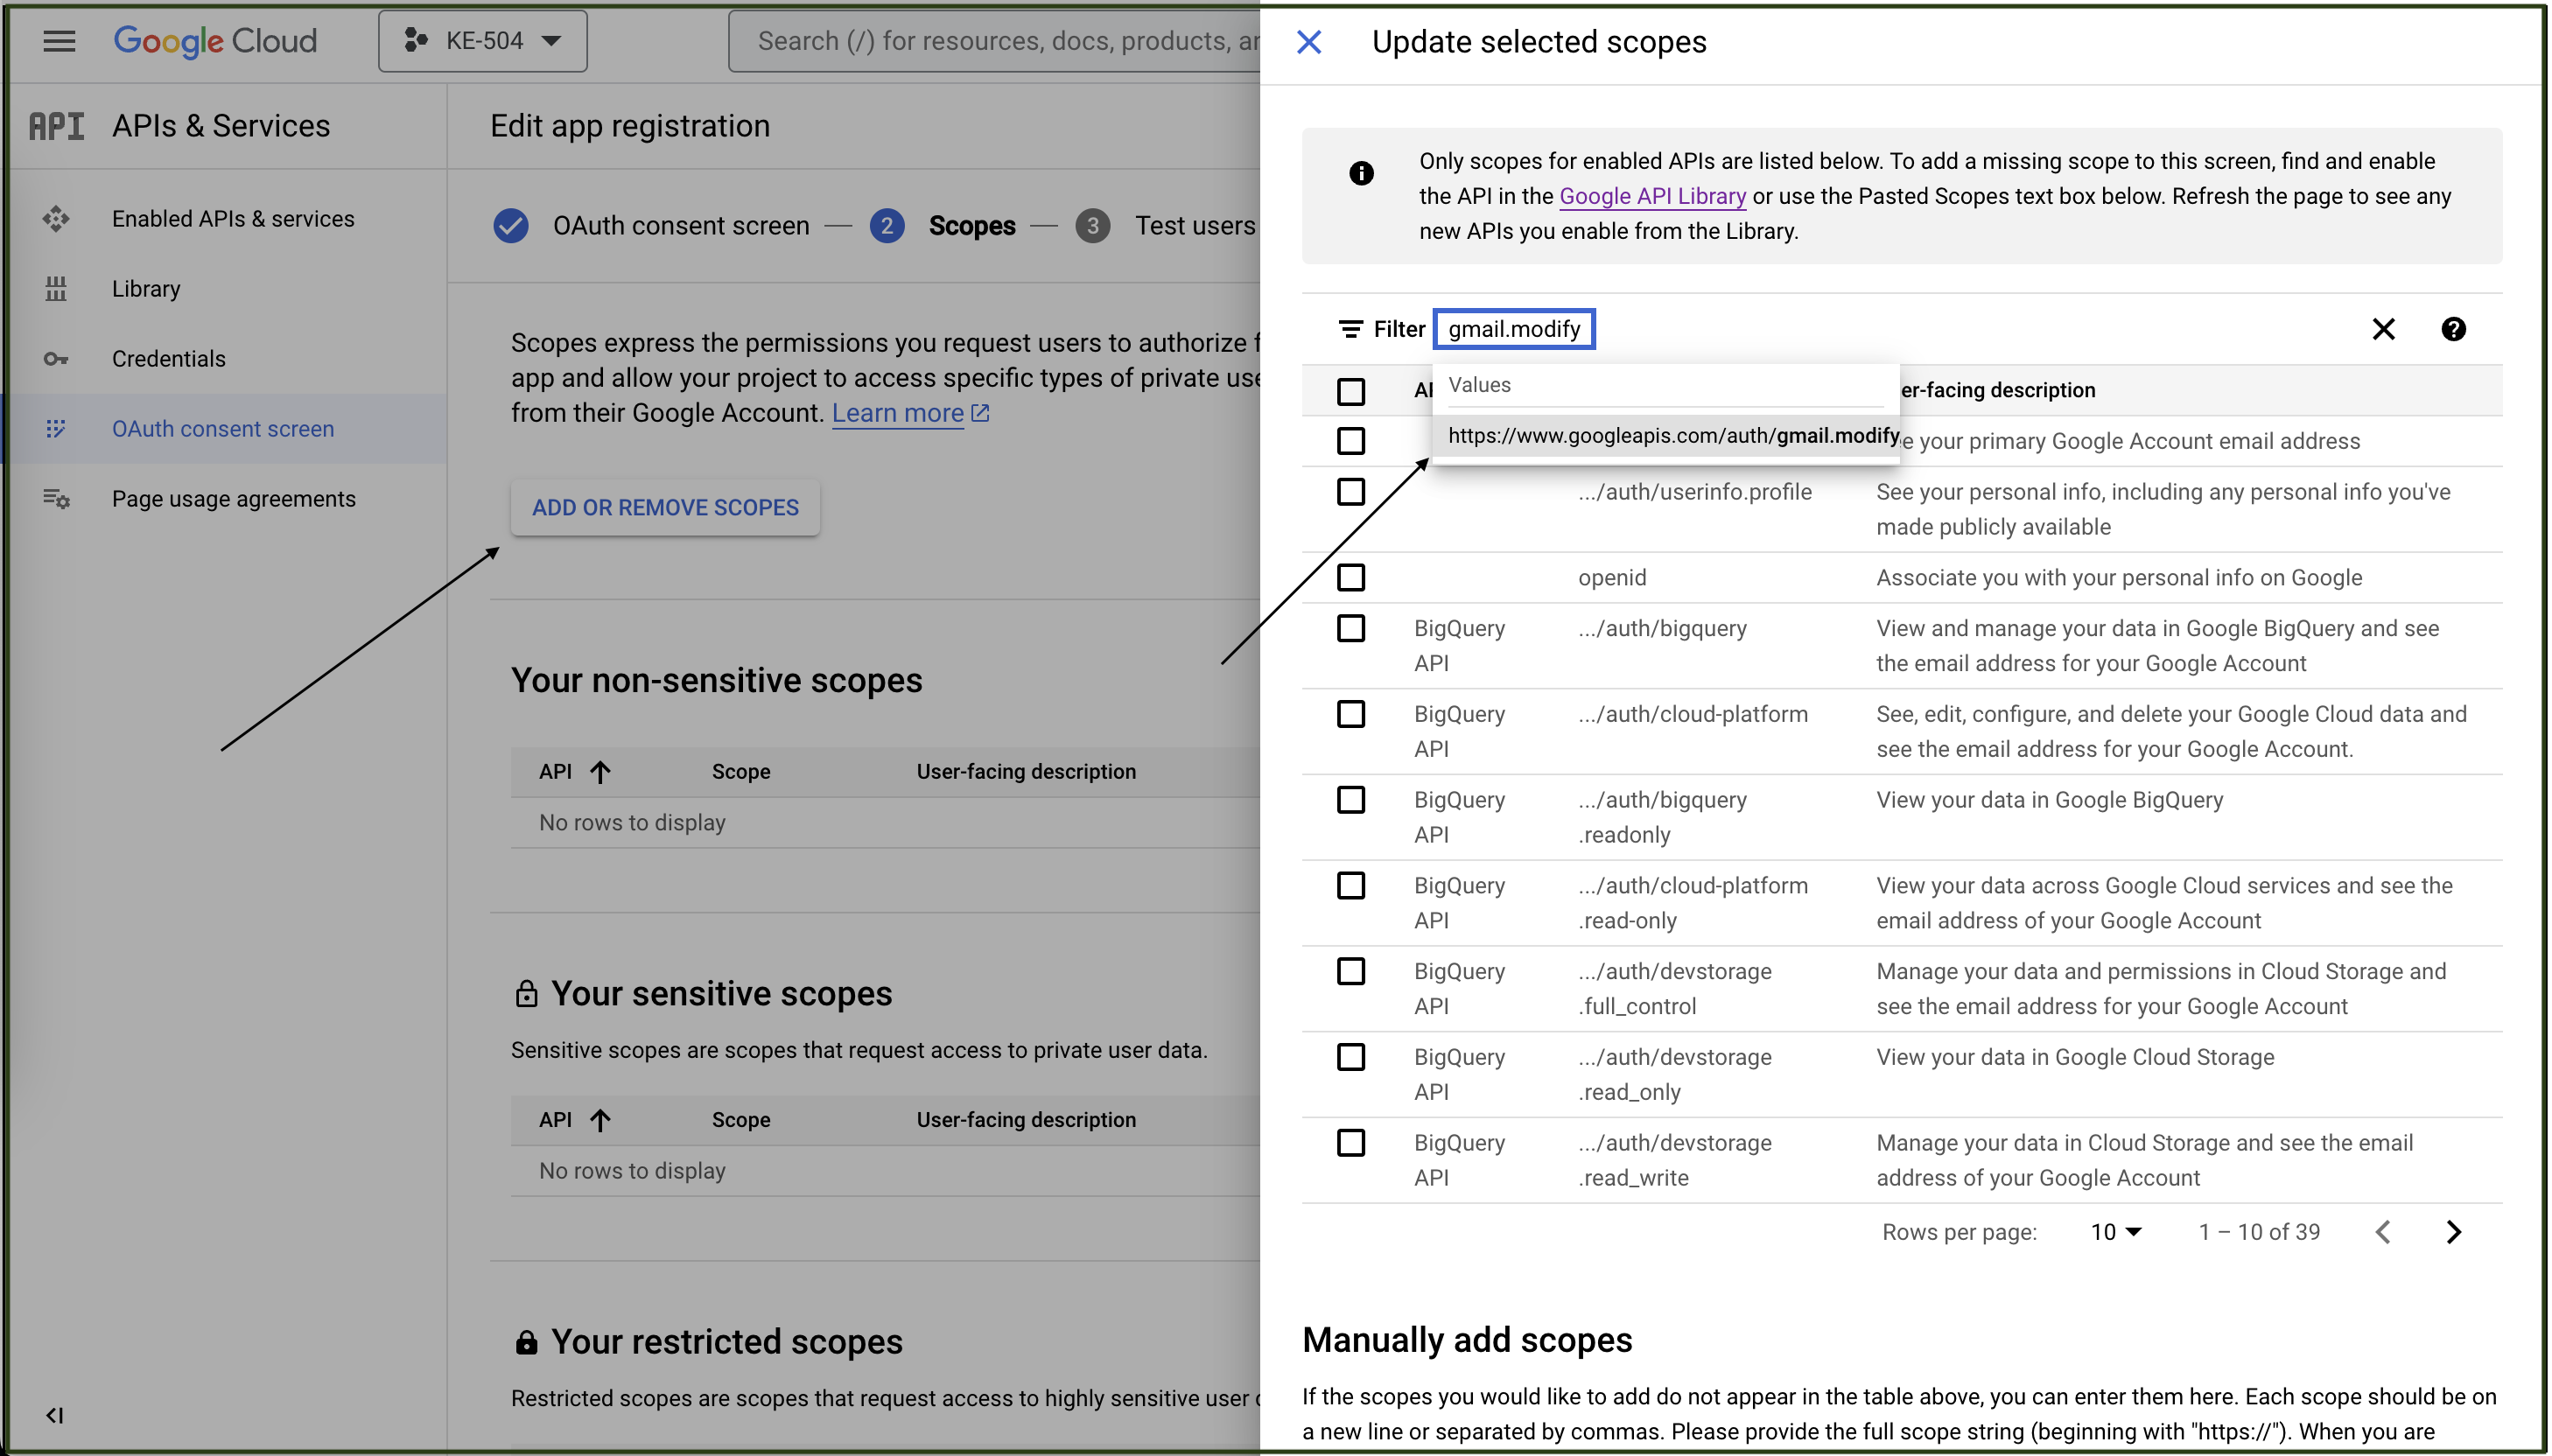 Google Cloud
KE-504
Search (/) for resources, docs, products, ar
API APIs & Services
Enabled APIs & services
Library
Credentials
OAuth consent screen
Page usage agreements
Edit app registration
OAuth consent screen — 2 Scopes — 3 Test users
Scopes express the permissions you request users to authorize f
app and allow your project to access specific types of private use
from their Google Account. Learn more
ADD OR REMOVE SCOPES
Your non-sensitive scopes
API Scope User-facing description
No rows to display
Your sensitive scopes
Sensitive scopes are scopes that request access to private user data.
API Scope User-facing description
No rows to display
Your restricted scopes
Restricted scopes are scopes that request access to highly sensitive user
Update selected scopes
Only scopes for enabled APIs are listed below. To add a missing scope to this screen, find and enable
the API in the Google API Library or use the Pasted Scopes text box below. Refresh the page to see any
new APIs you enable from the Library.
Filter gmail.modify
Values
https://www.googleapis.com/auth/gmail.modify
er-facing description
e your primary Google Account email address
.../auth/userinfo.profile See your personal info, including any personal info you've
made publicly available
openid Associate you with your personal info on Google
BigQuery .../auth/bigquery View and manage your data in Google BigQuery and see
API the email address for your Google Account
BigQuery .../auth/cloud-platform See, edit, configure, and delete your Google Cloud data and
API see the email address for your Google Account.
BigQuery .../auth/bigquery View your data in Google BigQuery
API .readonly
BigQuery .../auth/cloud-platform View your data across Google Cloud services and see the
API .read-only email address of your Google Account
BigQuery .../auth/devstorage Manage your data and permissions in Cloud Storage and
API .full_control see the email address for your Google Account
BigQuery .../auth/devstorage View your data in Google Cloud Storage
API .read_only
BigQuery .../auth/devstorage Manage your data in Cloud Storage and see the email
API .read_write address of your Google Account
Rows per page: 10 1 – 10 of 39
Manually add scopes
If the scopes you would like to add do not appear in the table above, you can enter them here. Each scope should be on
a new line or separated by commas. Please provide the full scope string (beginning with "https://"). When you are